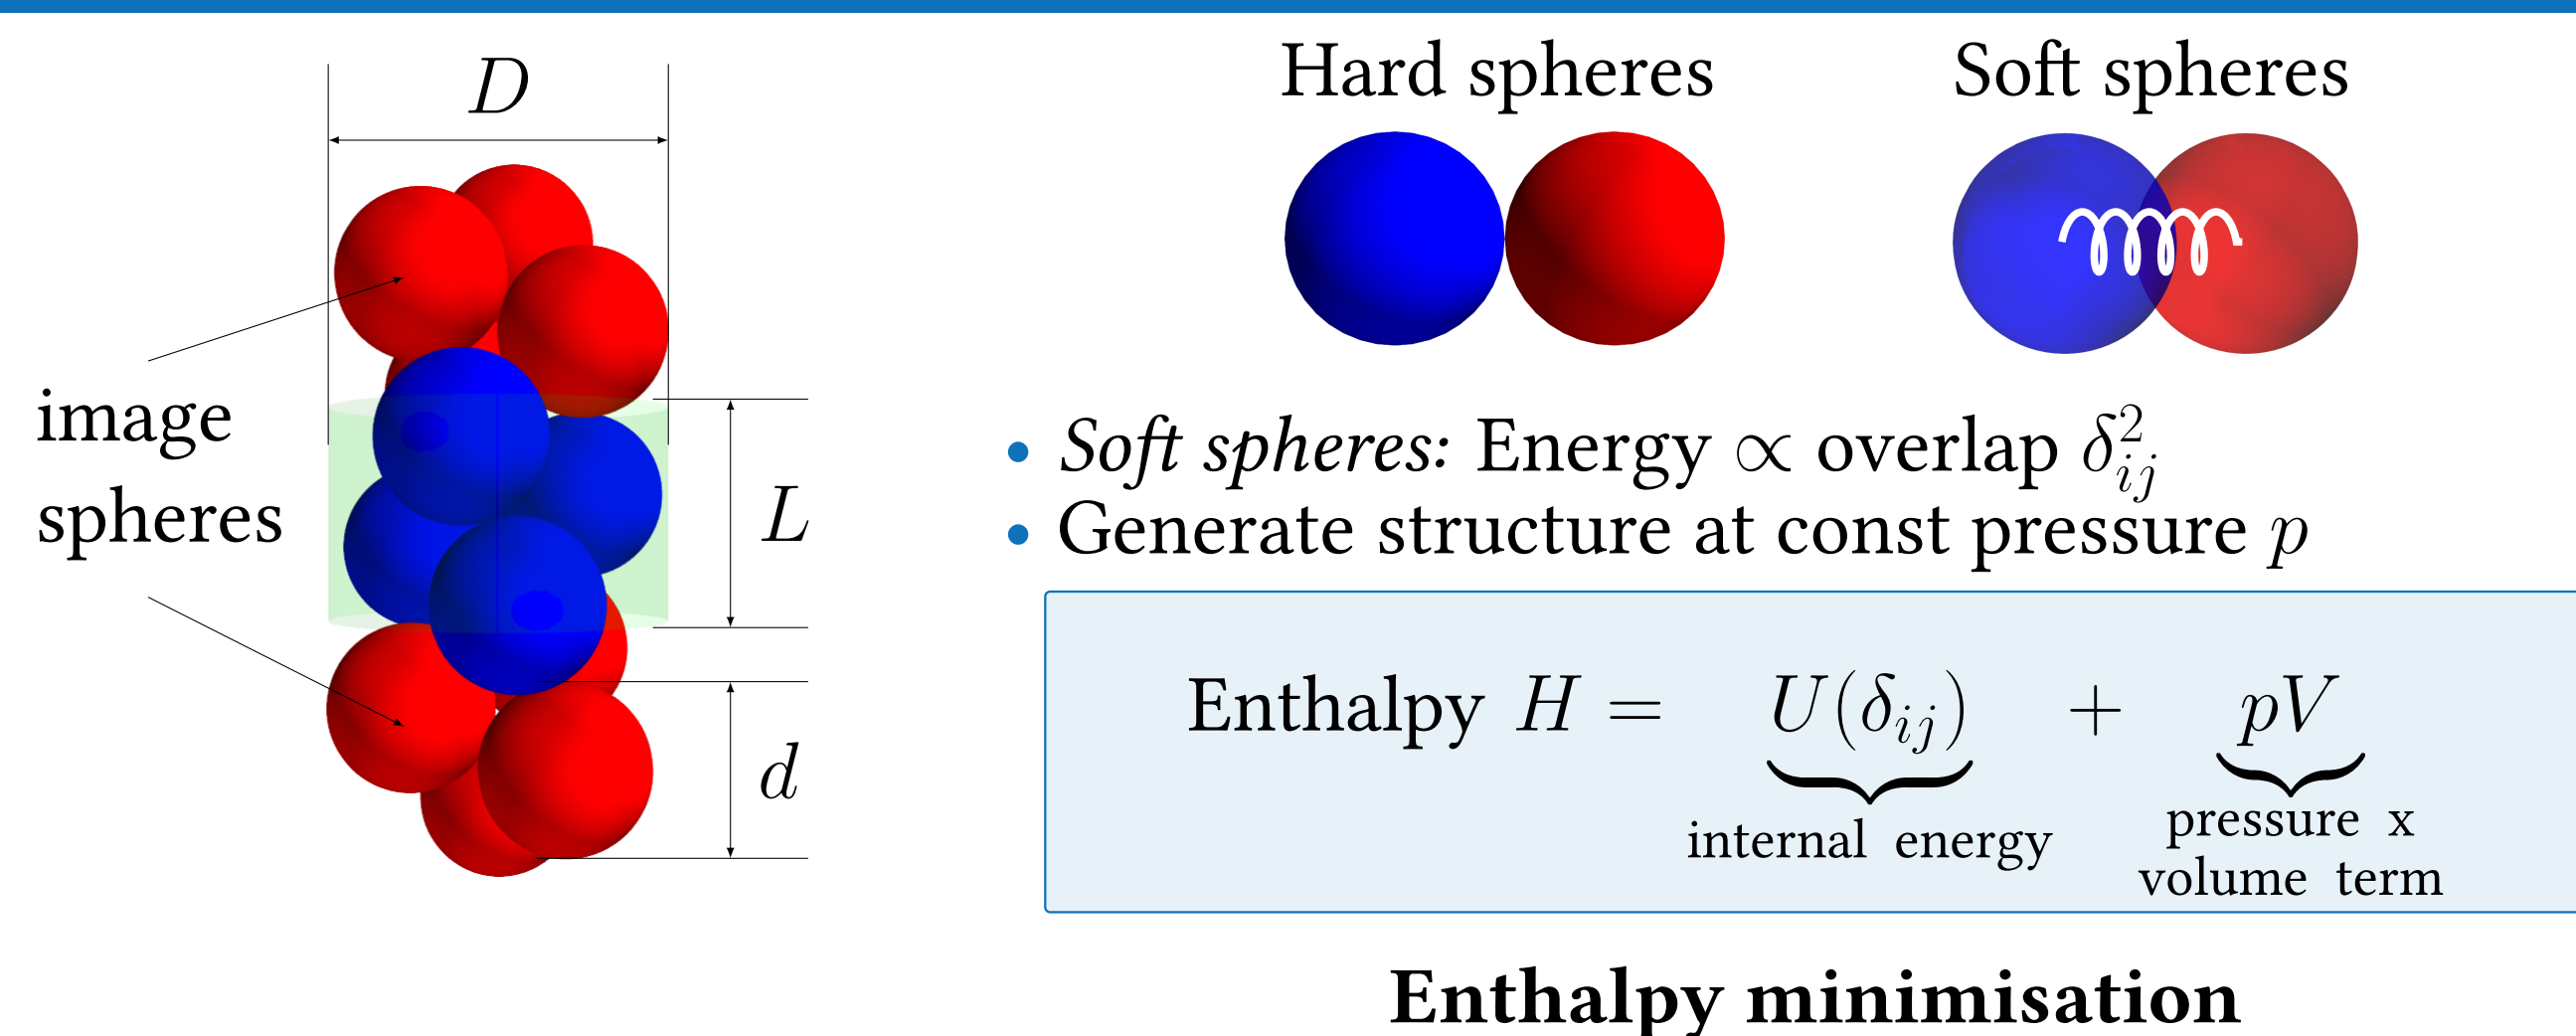 D
image
spheres
L
d
Hard spheres
Soft spheres
• Soft spheres: Energy ∝ overlap δ²ᵢⱼ
• Generate structure at const pressure p
Enthalpy H = U(δᵢⱼ) + pV
internal energy
pressure x
volume term
Enthalpy minimisation